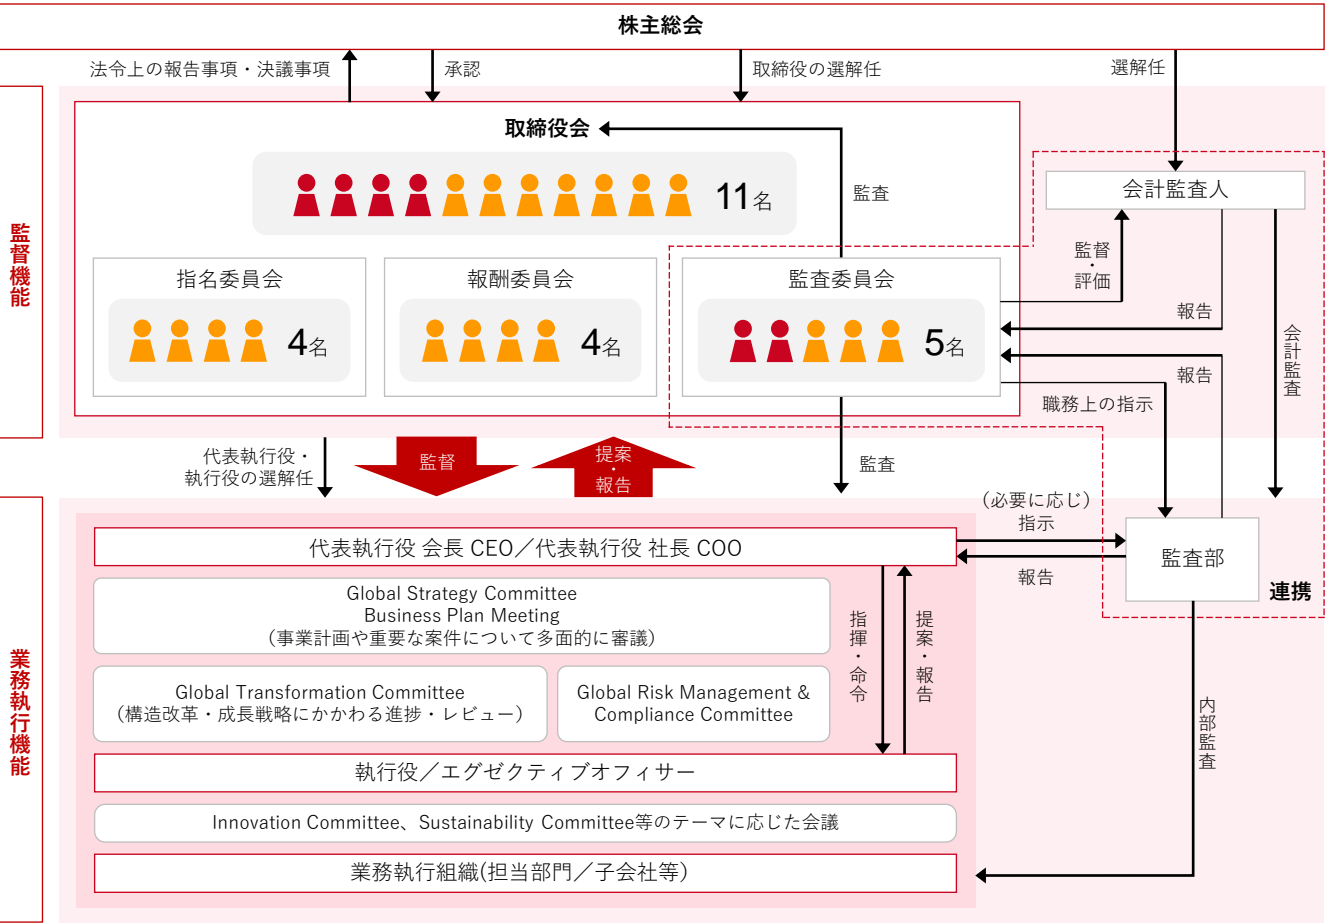 株主総会
法令上の報告事項・決議事項
承認
取締役の選解任
選解任
監督機能
取締役会
11名
監査
会計監査人
指名委員会
4名
報酬委員会
4名
監査委員会
5名
監督
・
評価
報告
会計監査
報告
職務上の指示
代表執行役・
執行役の選解任
監督
提案
・
報告
監査
業務執行機能
代表執行役 会長 CEO／代表執行役 社長 COO
(必要に応じ)
指示
報告
監査部
連携
Global Strategy Committee
Business Plan Meeting
(事業計画や重要な案件について多面的に審議)
Global Transformation Committee
(構造改革・成長戦略にかかわる進捗・レビュー)
Global Risk Management &
Compliance Committee
指揮・命令
提案・報告
内部監査
執行役／エグゼクティブオフィサー
Innovation Committee、Sustainability Committee等のテーマに応じた会議
業務執行組織(担当部門／子会社等)